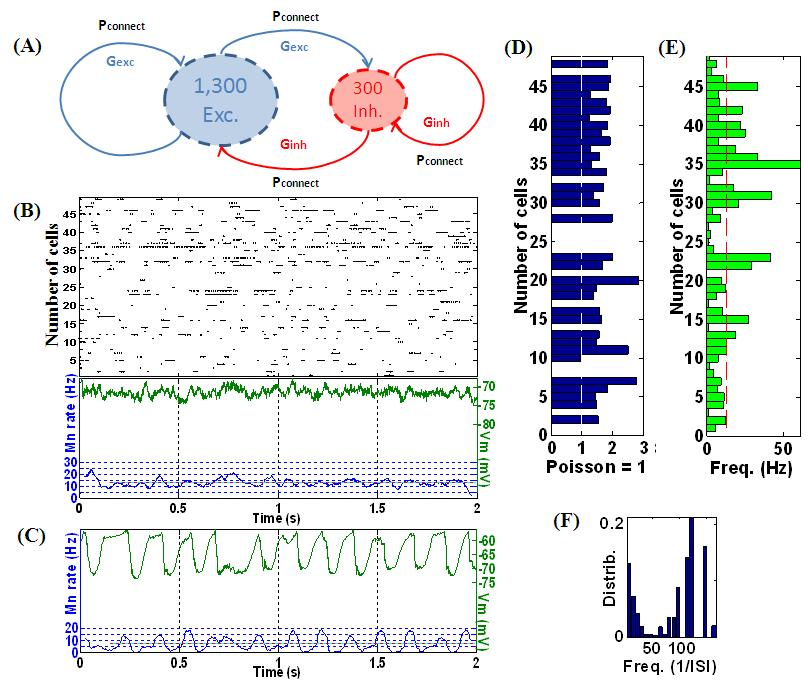 (A)
Pconnect
Gexc
1,300
Exc.
Pconnect
Gexc
300
Inh.
Ginh
Pconnect
Ginh
Pconnect
(B)
Number of cells
45
40
35
30
25
20
15
10
5
Mn rate (Hz)
30
20
10
0
-70
-75
-80
Vm (mV)
0 0.5 1 1.5 2
Time (s)
(C)
Mn rate (Hz)
20
10
0
-60
-65
-70
-75
Vm (mV)
0 0.5 1 1.5 2
Time (s)
(D)
Number of cells
45
40
35
30
25
20
15
10
5
0
0 1 2 3
Poisson = 1
(E)
Number of cells
45
40
35
30
25
20
15
10
5
0
0 50
Freq. (Hz)
(F)
Distrib.
0.2
0
50 100
Freq. (1/ISI)